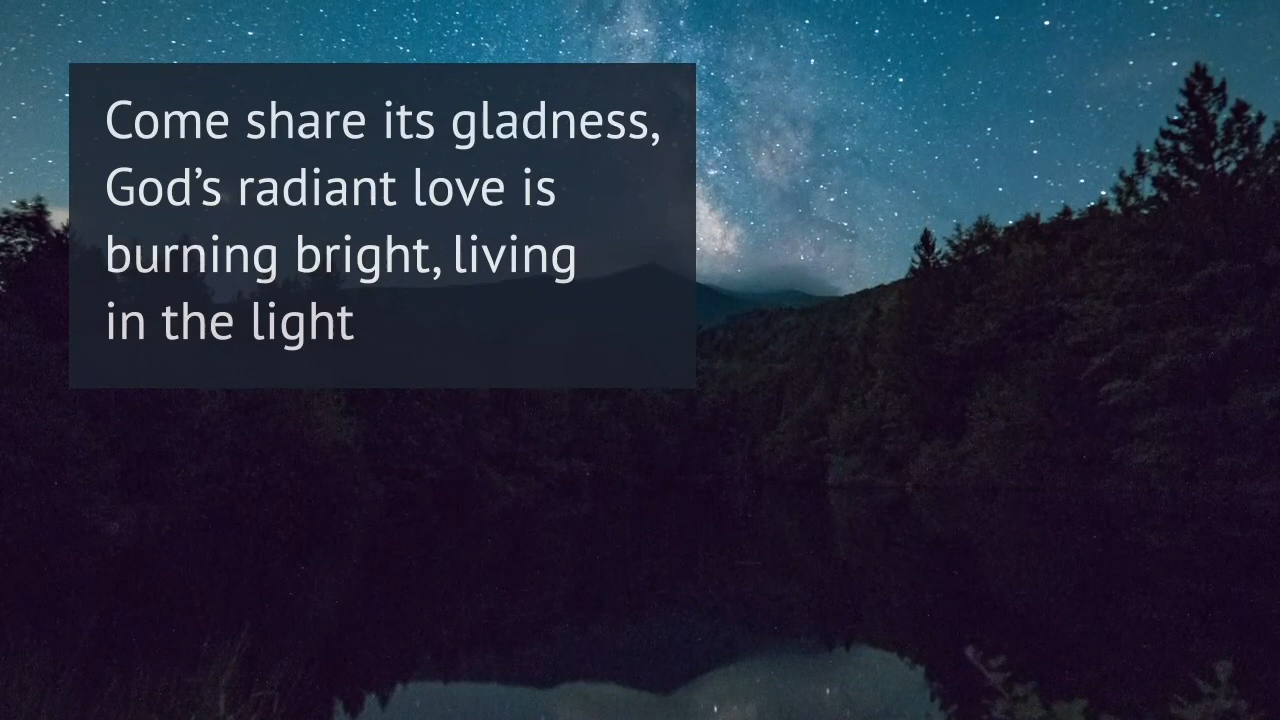 Come share its gladness,
God’s radiant love is
burning bright, living
in the light